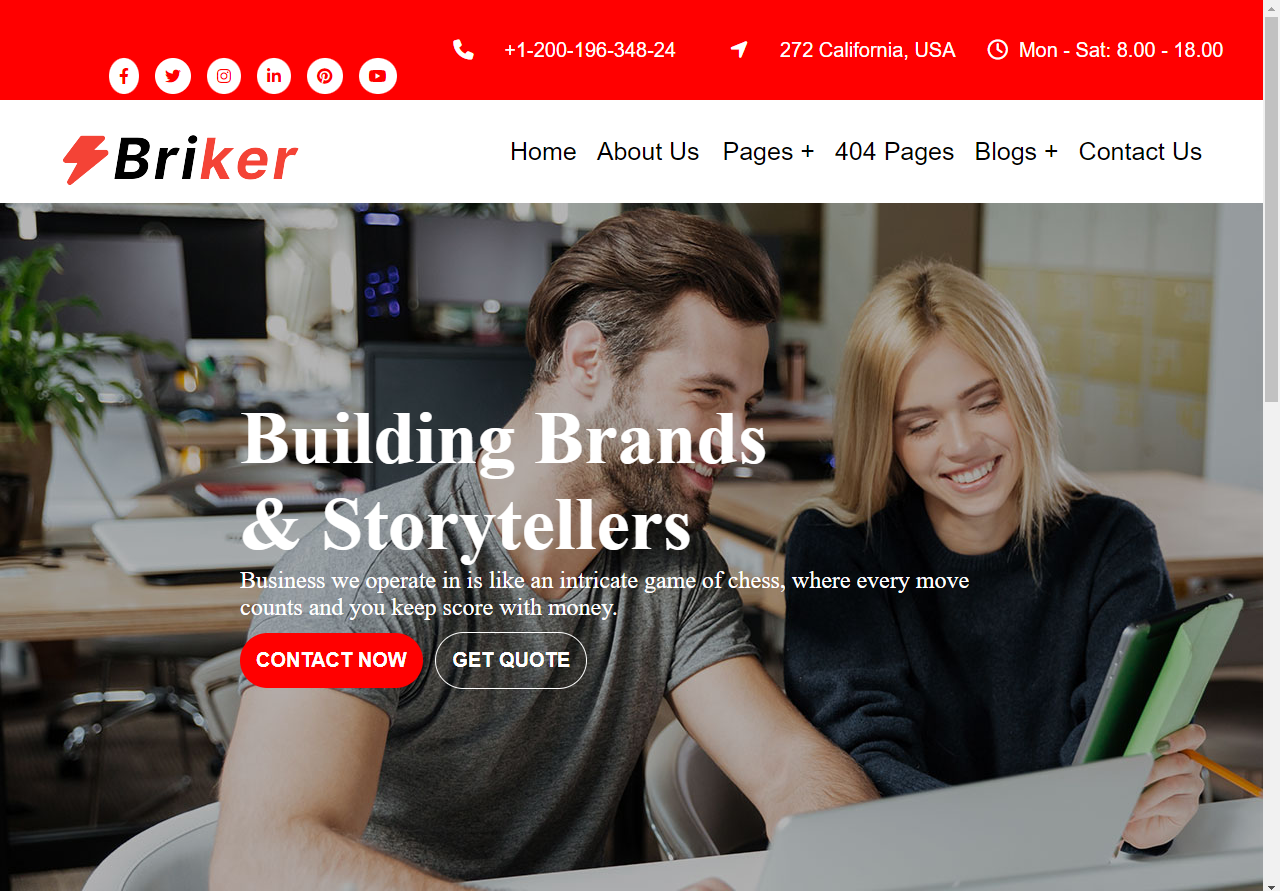 +1-200-196-348-24
272 California, USA
Mon - Sat: 8.00 - 18.00
Briker
Home
About Us
Pages +
404 Pages
Blogs +
Contact Us
Building Brands
& Storytellers
Business we operate in is like an intricate game of chess, where every move
counts and you keep score with money.
CONTACT NOW
GET QUOTE